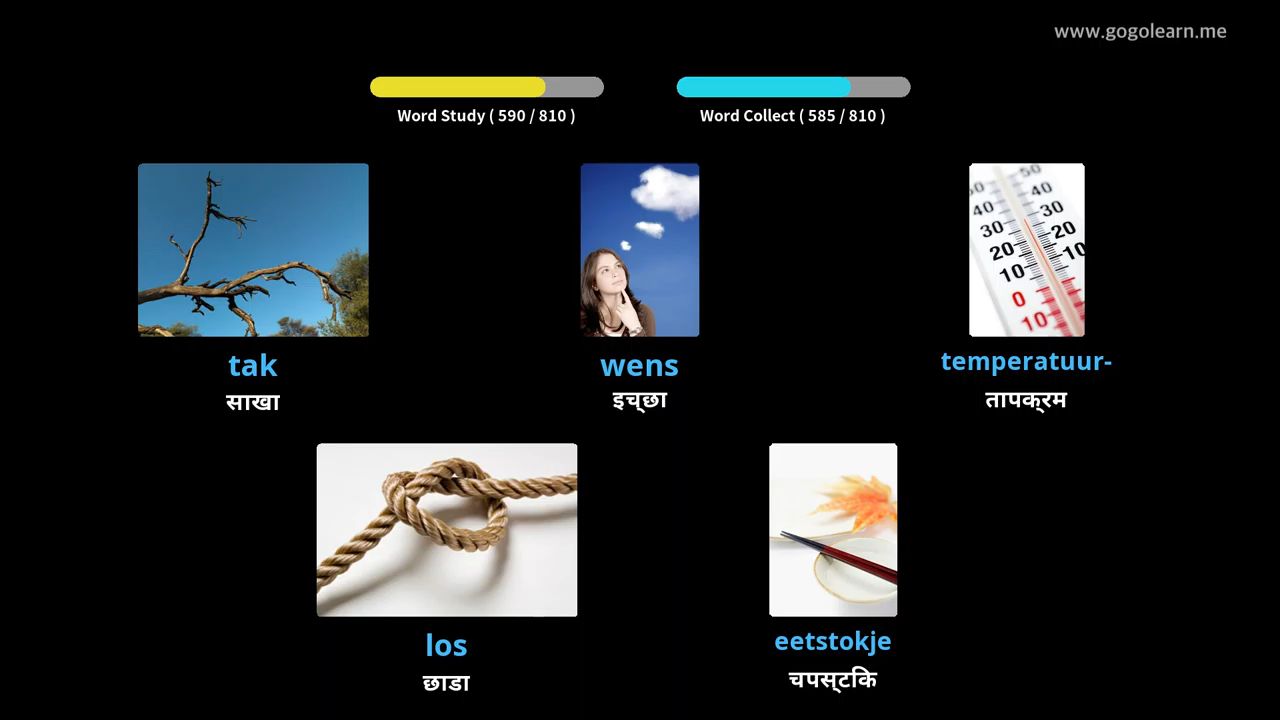 www.gogolearn.me
Word Study ( 590 / 810 )
Word Collect ( 585 / 810 )
tak
साखा
wens
इच्छा
temperatuur-
तापक्रम
los
छाडा
eetstokje
चपस्टकि